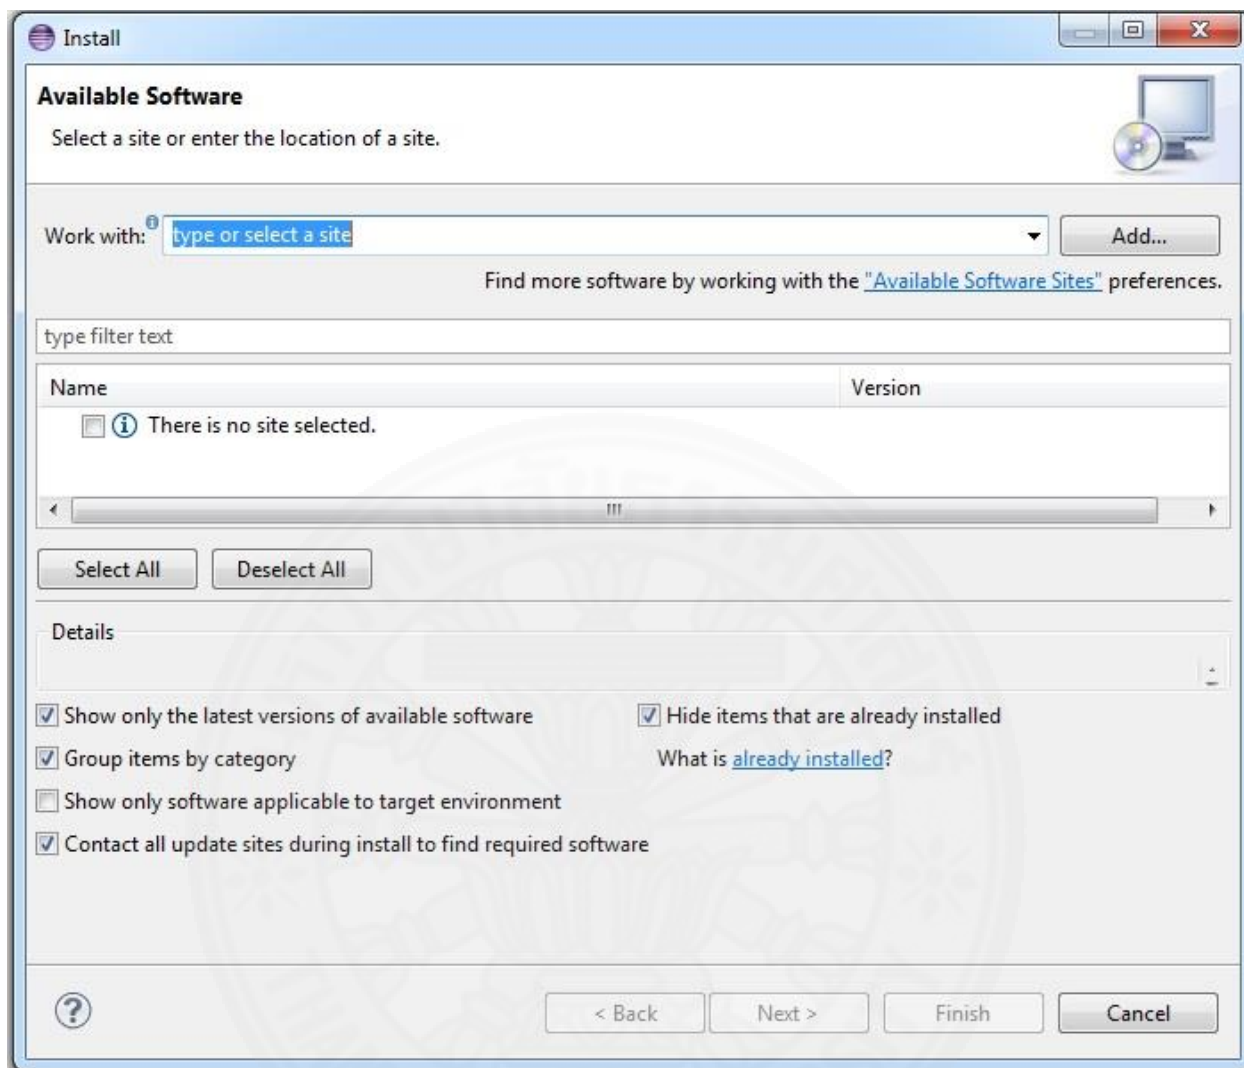 Install
Available Software
Select a site or enter the location of a site.
Work with: type or select a site Add...
Find more software by working with the "Available Software Sites" preferences.
type filter text
Name Version
There is no site selected.
Select All Deselect All
Details
Show only the latest versions of available software Hide items that are already installed
Group items by category What is already installed?
Show only software applicable to target environment
Contact all update sites during install to find required software
? < Back Next > Finish Cancel